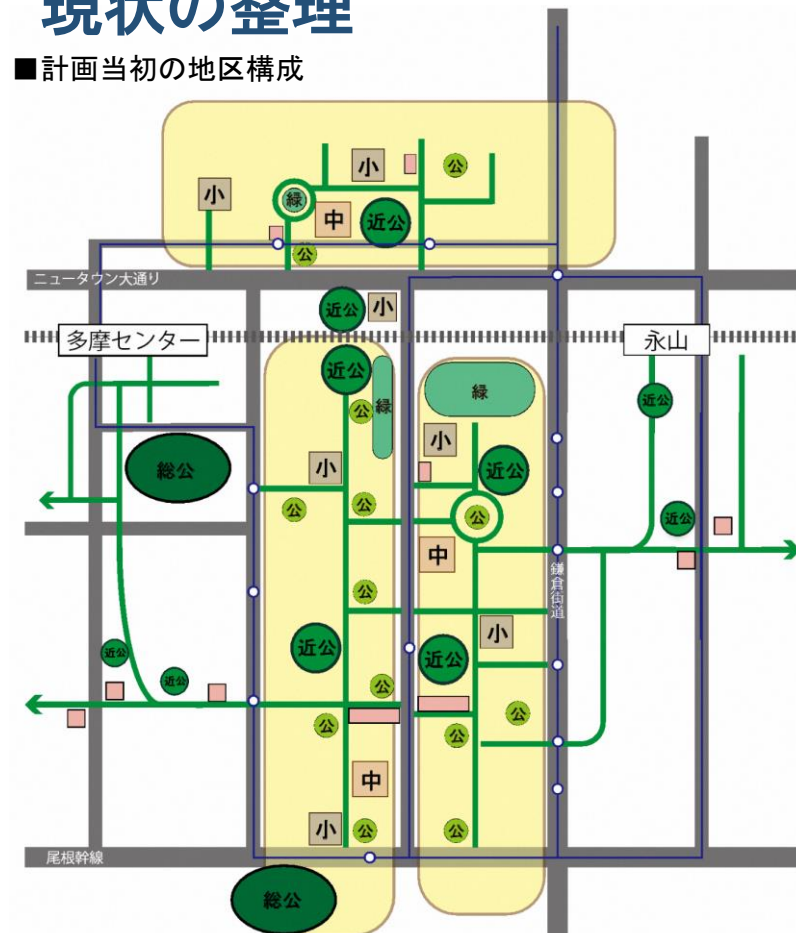 現状の整理
■計画当初の地区構成
公
小
小
緑
中
近公
公
ニュータウン大通り
近公
小
多摩センター
永山
近公
緑
緑
近公
公
小
小
近公
総公
公
公
公
近公
中
鎌倉街道
公
小
近公
近公
近公
近公
公
公
公
公
中
小
公
公
尾根幹線
総公